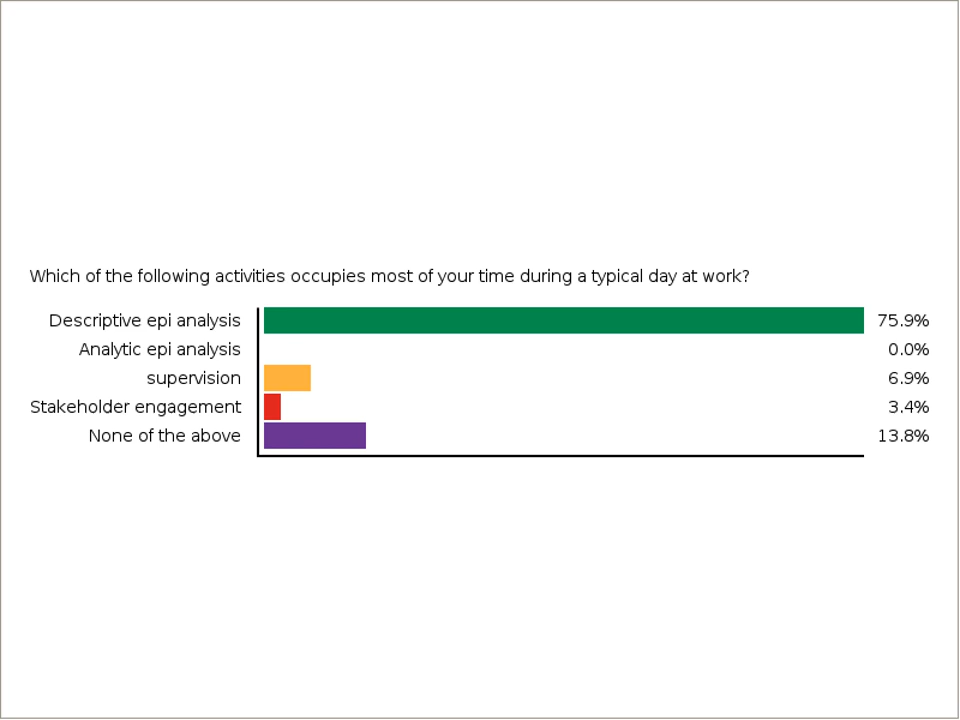 Which of the following activities occupies most of your time during a typical day at work?
Descriptive epi analysis 75.9%
Analytic epi analysis 0.0%
supervision 6.9%
Stakeholder engagement 3.4%
None of the above 13.8%